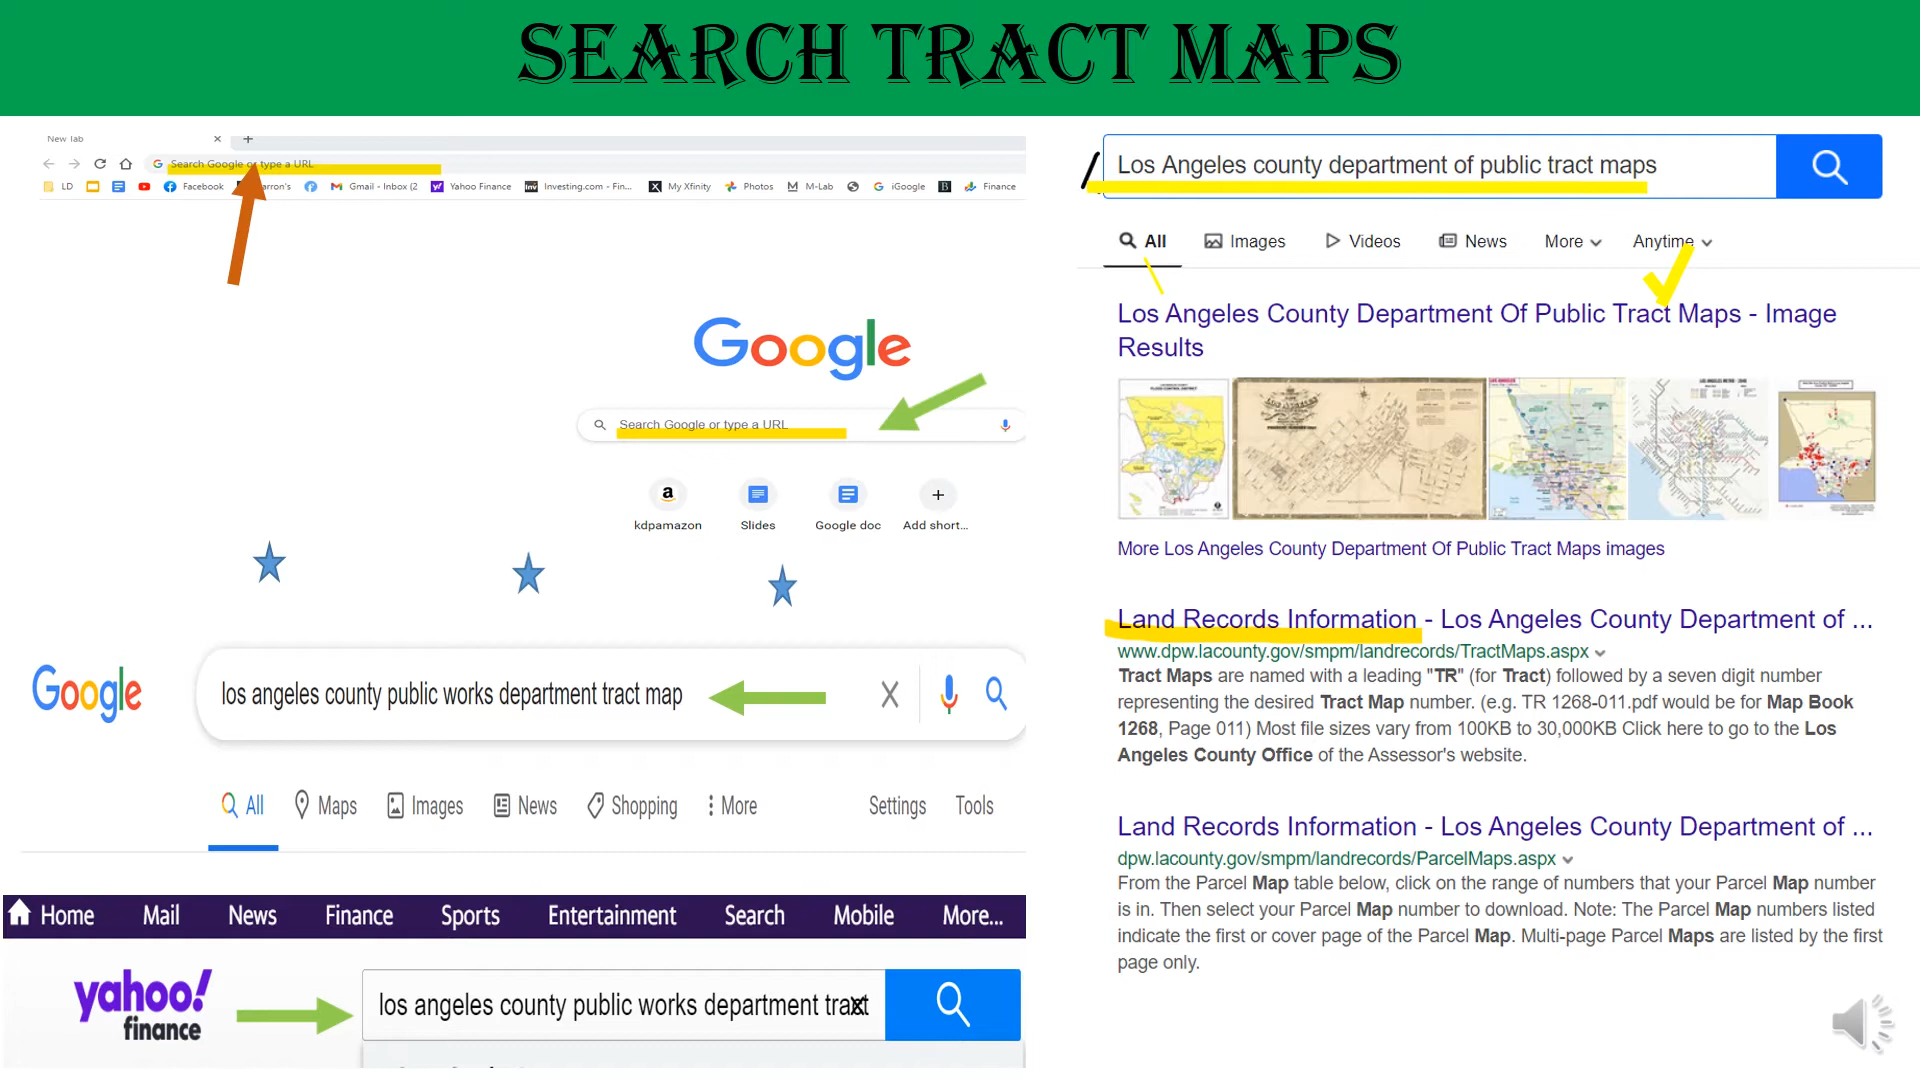 SEARCH TRACT MAPS
New Tab
Search Google or type a URL
LD
Facebook
Gmail - Inbox (2
Yahoo Finance
Investing.com - Fin...
My Xfinity
Photos
M-Lab
iGoogle
Finance
Google
Search Google or type a URL
kdpamazon
Slides
Google doc
Add short...
Google
los angeles county public works department tract map
All
Maps
Images
News
Shopping
More
Settings
Tools
Home
Mail
News
Finance
Sports
Entertainment
Search
Mobile
More...
yahoo!
finance
los angeles county public works department tract
Los Angeles county department of public tract maps
All
Images
Videos
News
More
Anytime
Los Angeles County Department Of Public Tract Maps - Image
Results
More Los Angeles County Department Of Public Tract Maps images
Land Records Information - Los Angeles County Department of ...
www.dpw.lacounty.gov/smpm/landrecords/TractMaps.aspx
Tract Maps are named with a leading "TR" (for Tract) followed by a seven digit number
representing the desired Tract Map number. (e.g. TR 1268-011.pdf would be for Map Book
1268, Page 011) Most file sizes vary from 100KB to 30,000KB Click here to go to the Los
Angeles County Office of the Assessor's website.
Land Records Information - Los Angeles County Department of ...
dpw.lacounty.gov/smpm/landrecords/ParcelMaps.aspx
From the Parcel Map table below, click on the range of numbers that your Parcel Map number
is in. Then select your Parcel Map number to download. Note: The Parcel Map numbers listed
indicate the first or cover page of the Parcel Map. Multi-page Parcel Maps are listed by the first
page only.